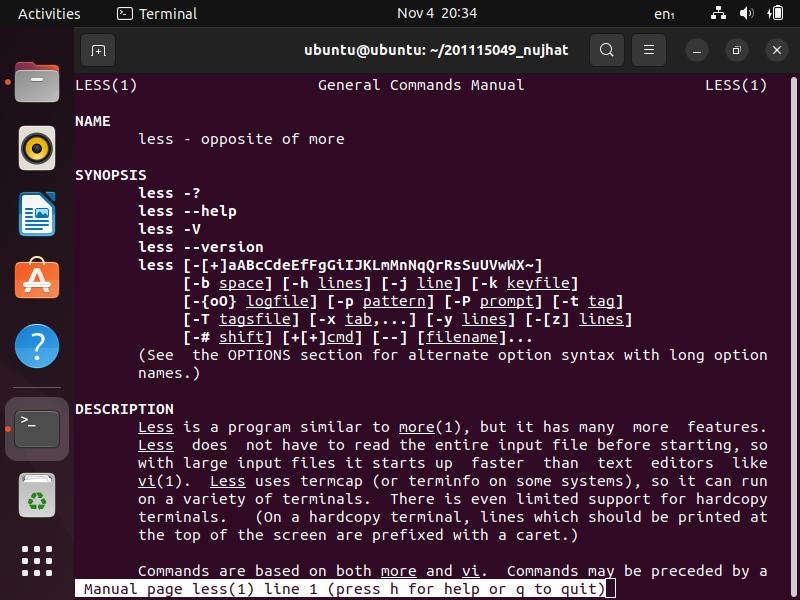 Activities Terminal Nov 4 20:34 en₁
ubuntu@ubuntu: ~/201115049_nujhat
LESS(1) General Commands Manual LESS(1)
NAME
less - opposite of more
SYNOPSIS
less -?
less --help
less -V
less --version
less [-[+]aABcCdeEfFgGiIJKLmMnNqQrRsSuUVwWX~]
[-b space] [-h lines] [-j line] [-k keyfile]
[-{oO} logfile] [-p pattern] [-P prompt] [-t tag]
[-T tagsfile] [-x tab,...] [-y lines] [-[z] lines]
[-# shift] [+[+]cmd] [--] [filename]...
(See the OPTIONS section for alternate option syntax with long option
names.)
DESCRIPTION
Less is a program similar to more(1), but it has many more features.
Less does not have to read the entire input file before starting, so
with large input files it starts up faster than text editors like
vi(1). Less uses termcap (or terminfo on some systems), so it can run
on a variety of terminals. There is even limited support for hardcopy
terminals. (On a hardcopy terminal, lines which should be printed at
the top of the screen are prefixed with a caret.)
Commands are based on both more and vi. Commands may be preceded by a
Manual page less(1) line 1 (press h for help or q to quit)